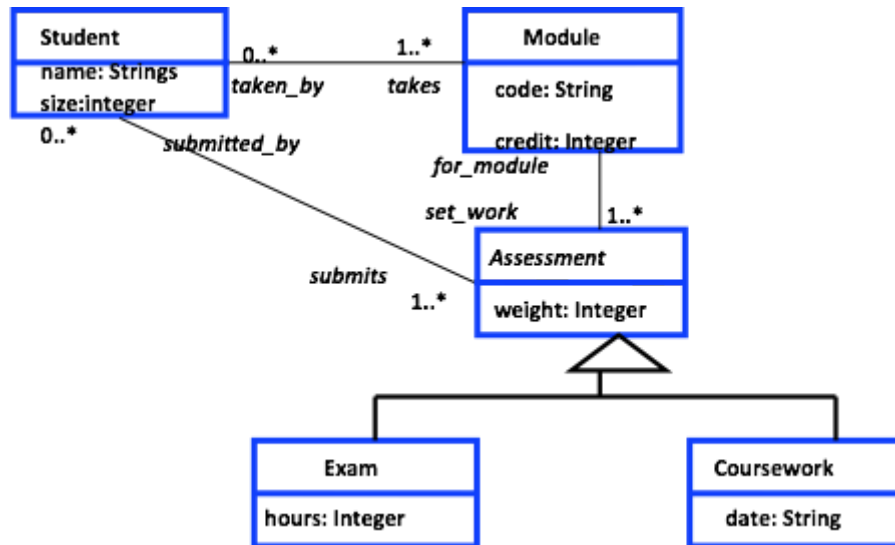 Student
name: Strings
size:integer
0..*
0..*
taken_by
1..*
takes
Module
code: String
credit: Integer
submitted_by
for_module
set_work
1..*
submits
1..*
Assessment
weight: Integer
Exam
hours: Integer
Coursework
date: String